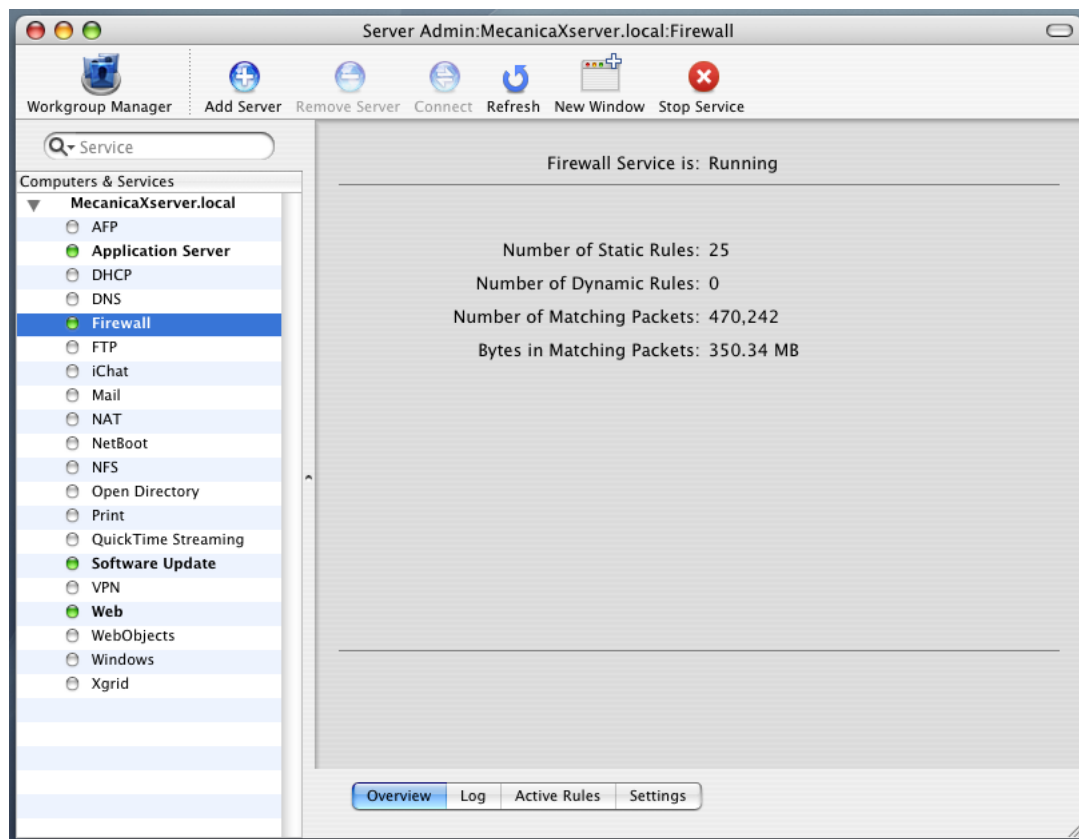 Server Admin:MecanicaXserver.local:Firewall
Workgroup Manager Add Server Remove Server Connect Refresh New Window Stop Service
Service
Computers & Services
MecanicaXserver.local
AFP
Application Server
DHCP
DNS
Firewall
FTP
iChat
Mail
NAT
NetBoot
NFS
Open Directory
Print
QuickTime Streaming
Software Update
VPN
Web
WebObjects
Windows
Xgrid
Firewall Service is: Running
Number of Static Rules: 25
Number of Dynamic Rules: 0
Number of Matching Packets: 470,242
Bytes in Matching Packets: 350.34 MB
Overview Log Active Rules Settings